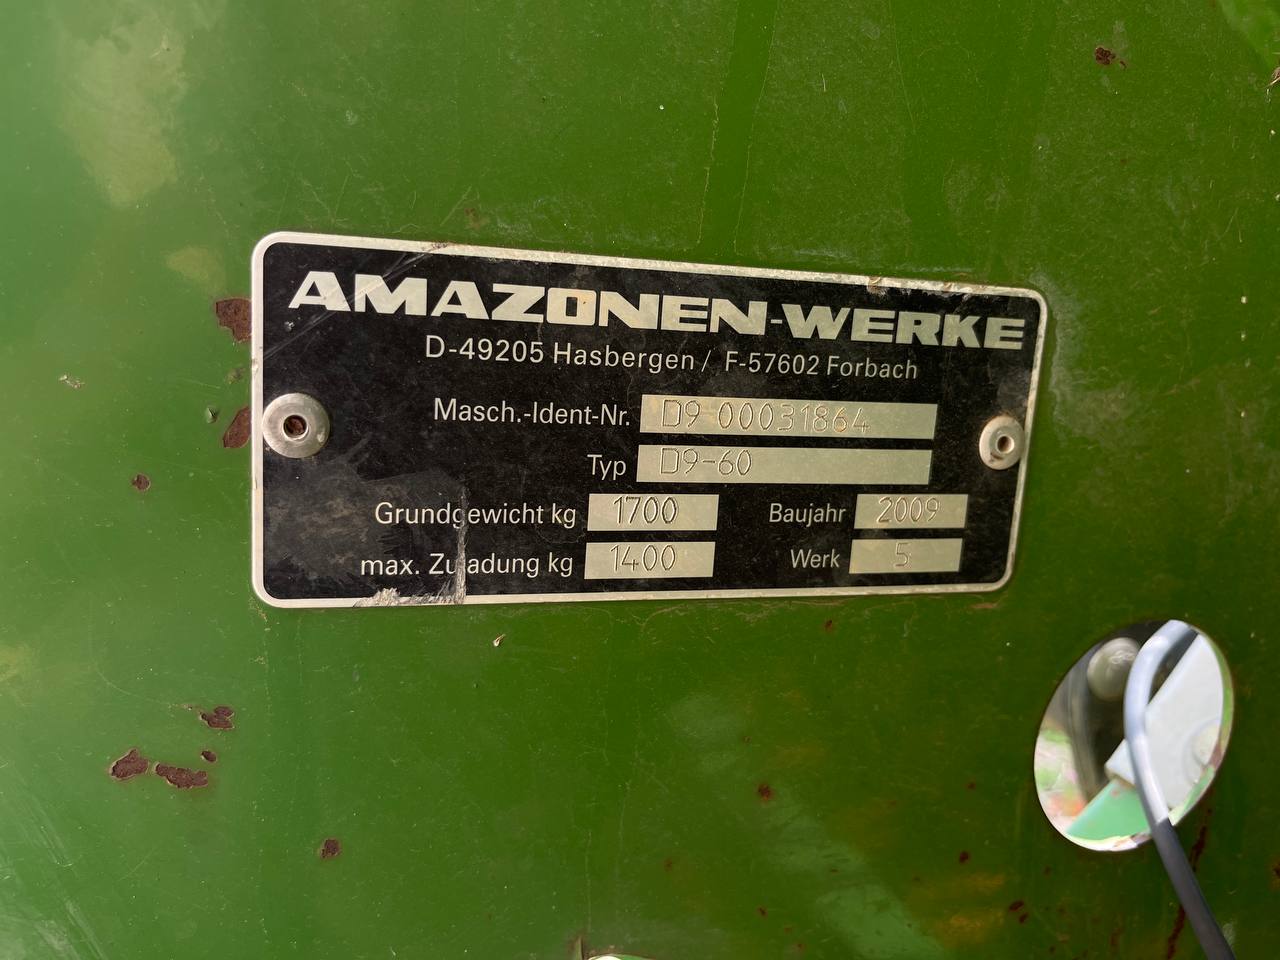 AMAZONEN-WERKE
D-49205 Hasbergen / F-57602 Forbach
Masch.-Ident-Nr. D9 00031864
Typ D9-60
Grundgewicht kg 1700 Baujahr 2009
max. Zuladung kg 1400 Werk 5